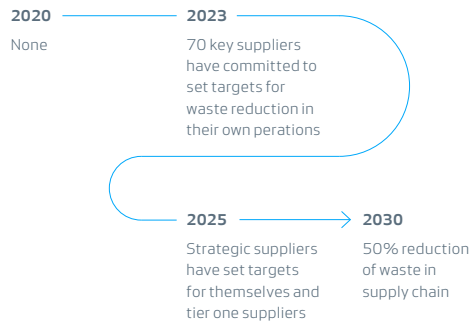 2020
None
2023
70 key suppliers
have committed to
set targets for
waste reduction in
their own perations
2025
Strategic suppliers
have set targets
for themselves and
tier one suppliers
2030
50% reduction
of waste in
supply chain